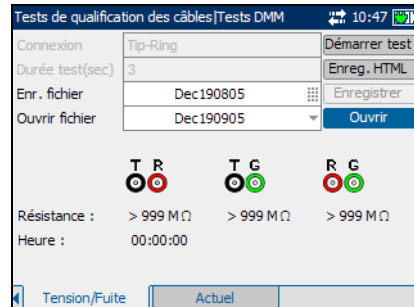 Tests de qualification des câbles|Tests DMM 10:47
Connexion Tip-Ring Démarrer test
Durée test(sec) 3 Enreg. HTML
Enr. fichier Dec190805 Enregistrer
Ouvrir fichier Dec190905 Ouvrir
T R T G R G
Résistance : > 999 MΩ > 999 MΩ > 999 MΩ
Heure : 00:00:00
Tension/Fuite Actuel